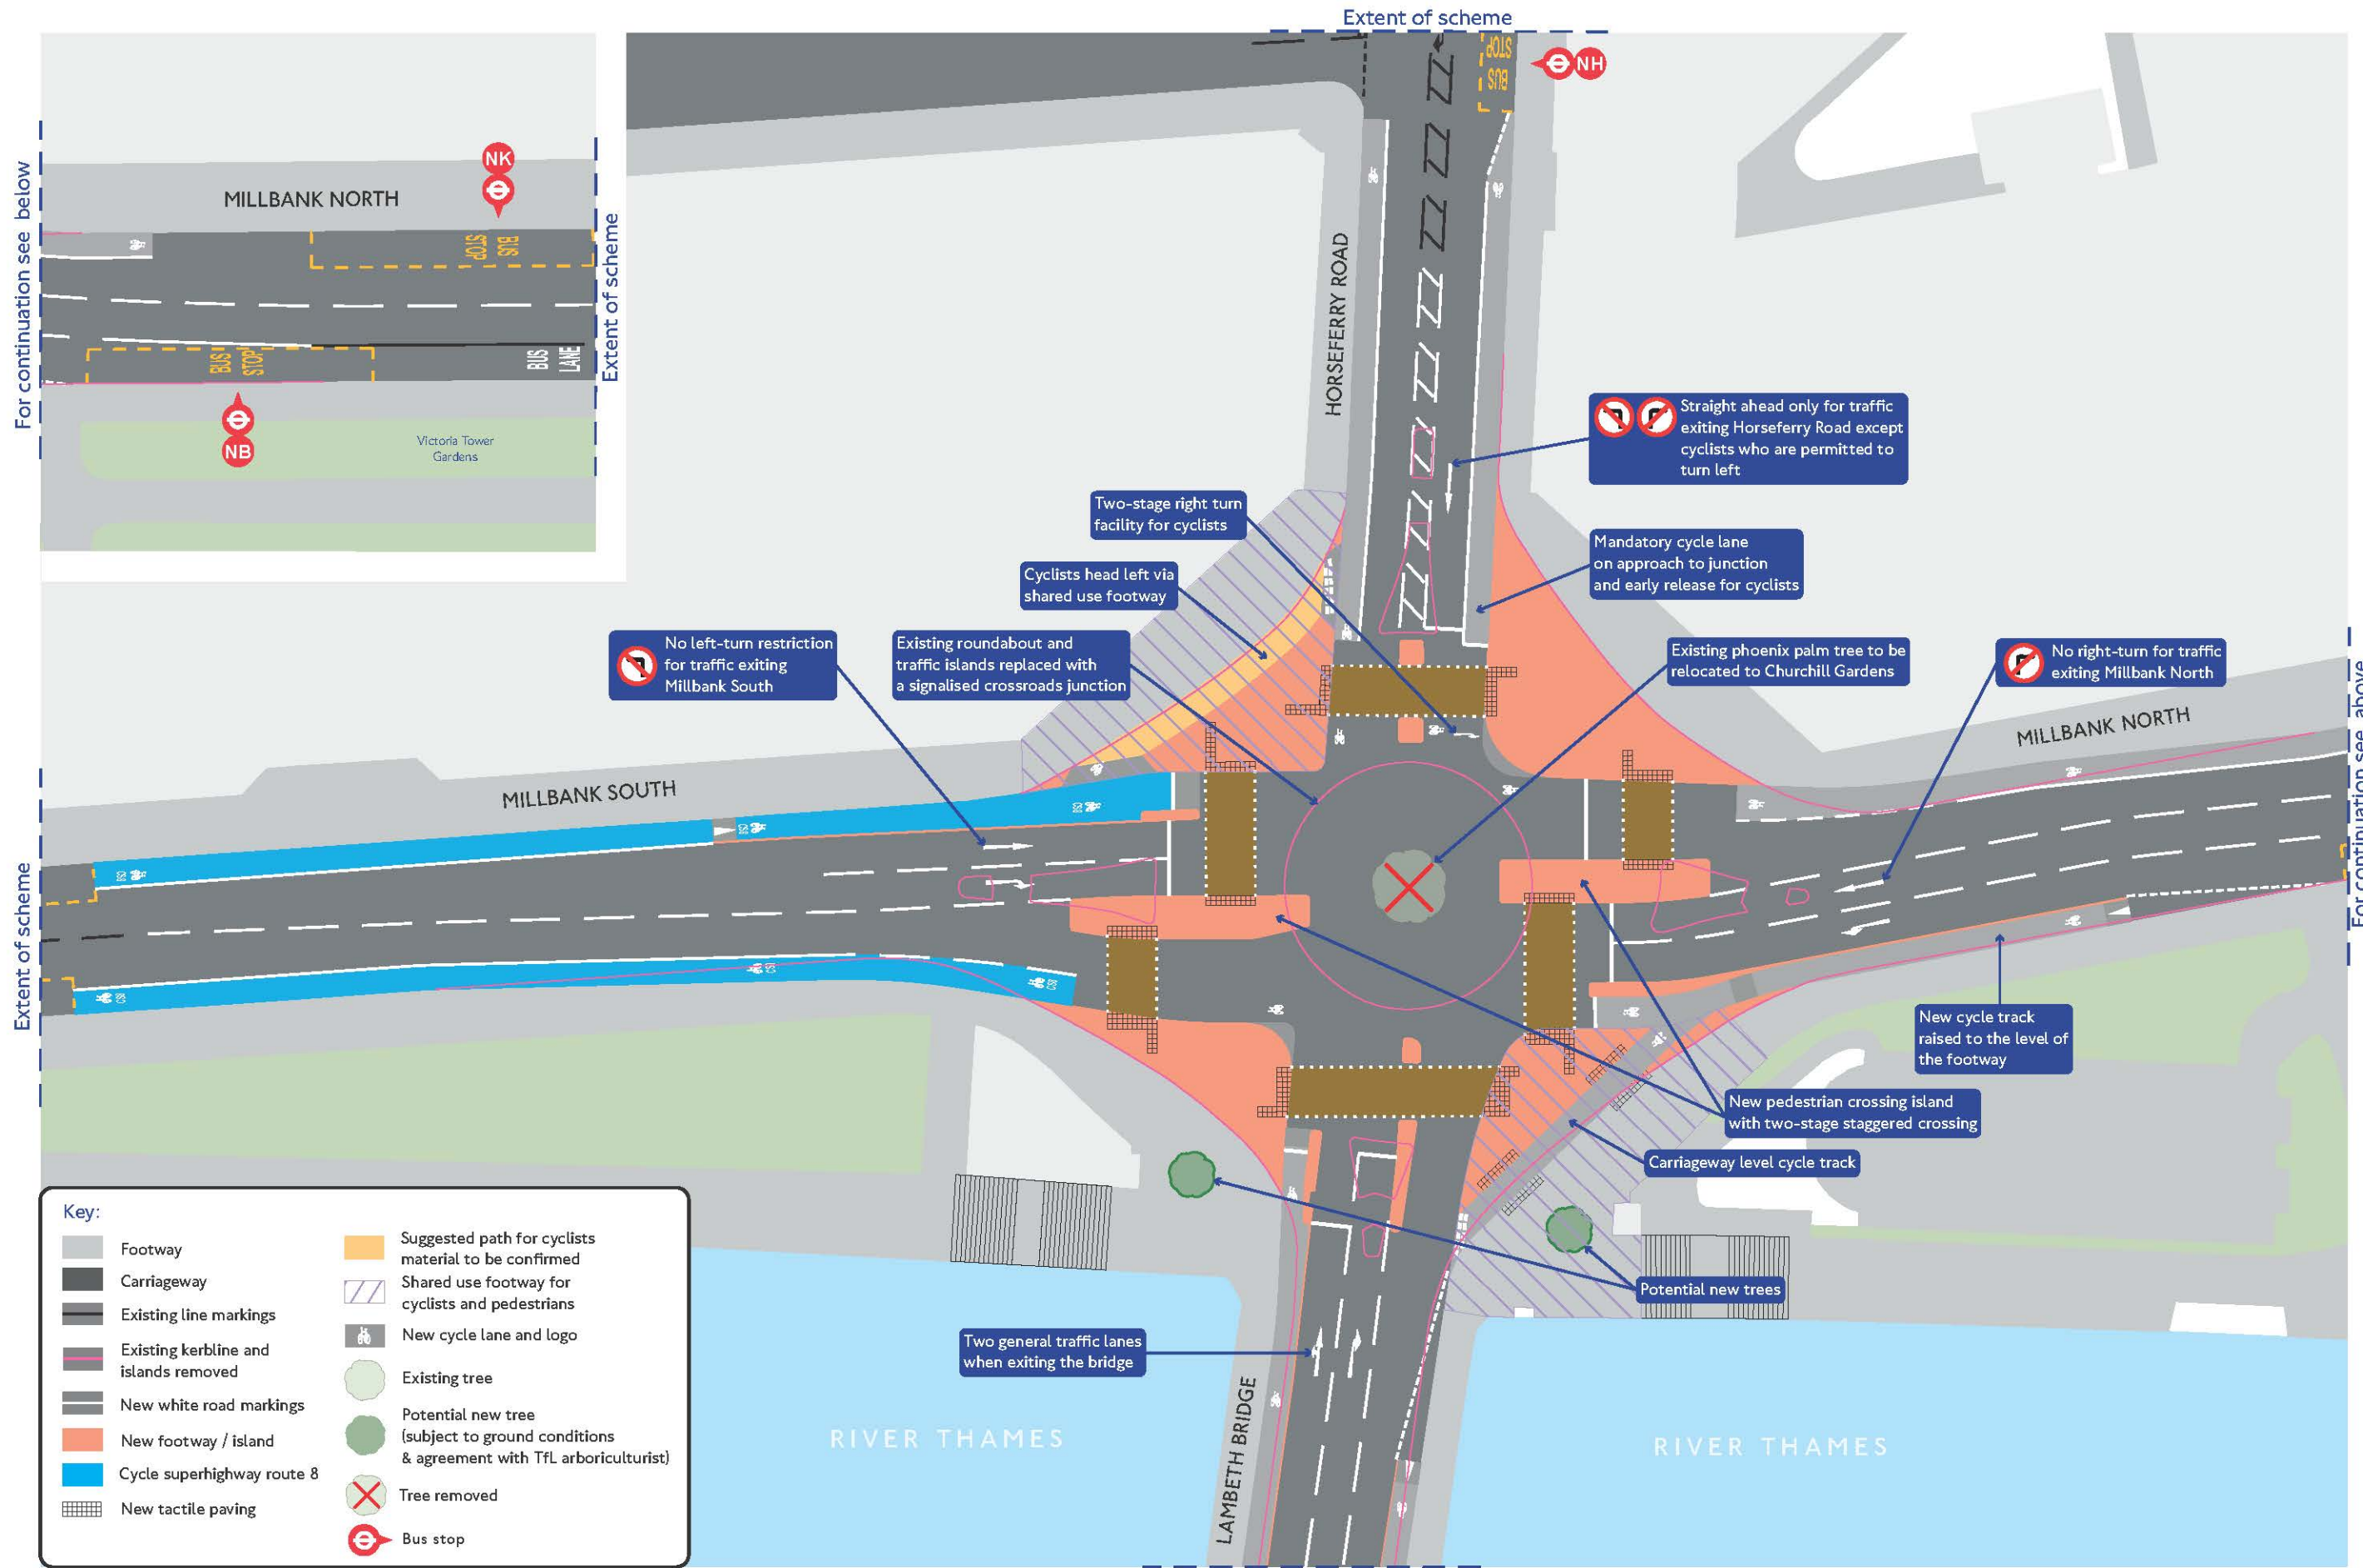 Extent of scheme
NH
STOP
BUS
For continuation see below
MILLBANK NORTH
NK
STOP
BUS
Extent of scheme
BUS
STOP
BUS
LANE
NB
Victoria Tower
Gardens
HORSEFERRY ROAD
Straight ahead only for traffic
exiting Horseferry Road except
cyclists who are permitted to
turn left
Two-stage right turn
facility for cyclists
Mandatory cycle lane
on approach to junction
and early release for cyclists
Cyclists head left via
shared use footway
No left-turn restriction
for traffic exiting
Millbank South
Existing roundabout and
traffic islands replaced with
a signalised crossroads junction
Existing phoenix palm tree to be
relocated to Churchill Gardens
No right-turn for traffic
exiting Millbank North
MILLBANK NORTH
For continuation see above
MILLBANK SOUTH
CS8
CS8
CS8
Extent of scheme
CS8
CS8
CS8
New cycle track
raised to the level of
the footway
New pedestrian crossing island
with two-stage staggered crossing
Carriageway level cycle track
Potential new trees
Two general traffic lanes
when exiting the bridge
LAMBETH BRIDGE
RIVER THAMES
RIVER THAMES
Key:
Footway
Carriageway
Existing line markings
Existing kerbline and
islands removed
New white road markings
New footway / island
Cycle superhighway route 8
New tactile paving
Suggested path for cyclists
material to be confirmed
Shared use footway for
cyclists and pedestrians
New cycle lane and logo
Existing tree
Potential new tree
(subject to ground conditions
& agreement with TfL arboriculturist)
Tree removed
Bus stop